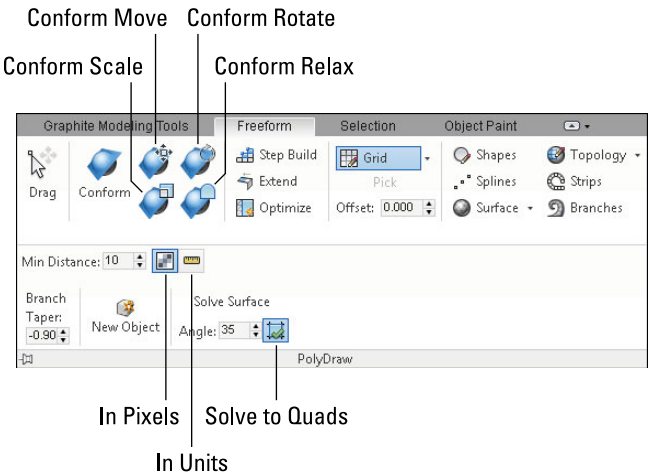 Conform Move Conform Rotate
Conform Scale Conform Relax
Graphite Modeling Tools Freeform Selection Object Paint
Step Build Grid Shapes Topology
Drag Conform Extend Pick Splines Strips
Optimize Offset: 0.000 Surface Branches
Min Distance: 10
Branch
Taper:
-0.90
New Object
Solve Surface
Angle: 35
PolyDraw
In Pixels Solve to Quads
In Units